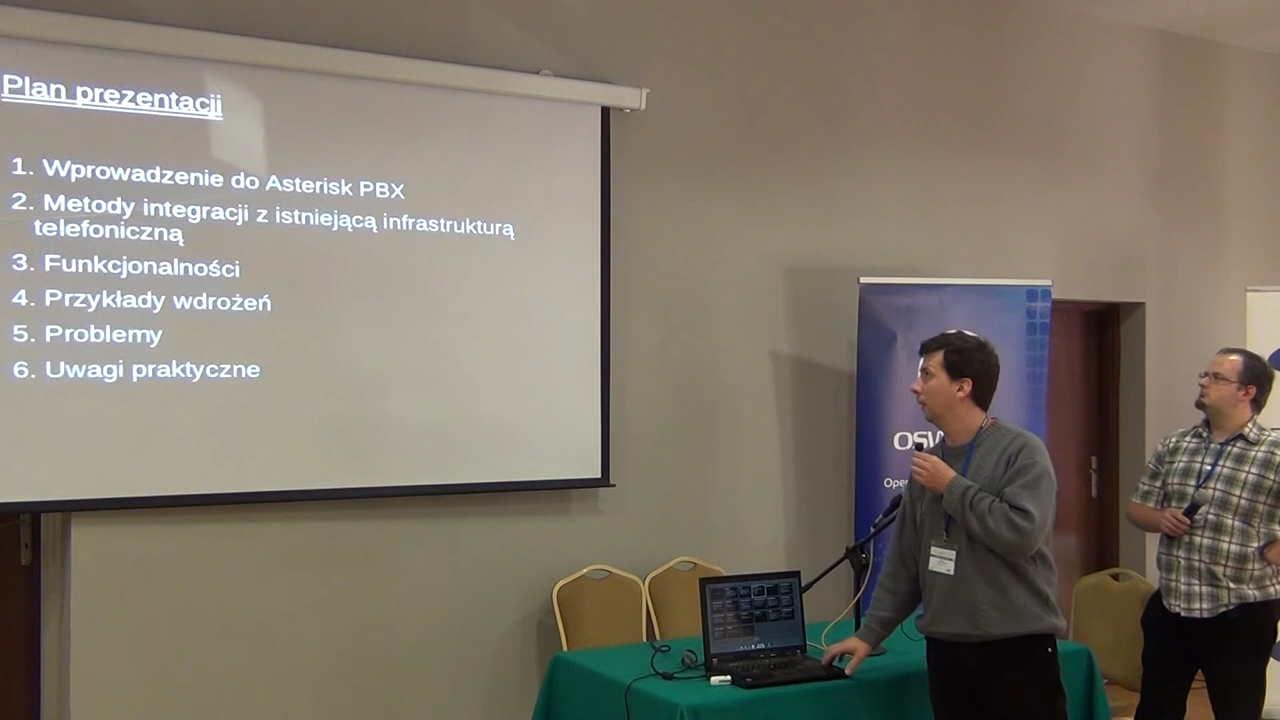 Plan prezentacji
1. Wprowadzenie do Asterisk PBX
2. Metody integracji z istniejącą infrastrukturą
telefoniczną
3. Funkcjonalności
4. Przykłady wdrożeń
5. Problemy
6. Uwagi praktyczne